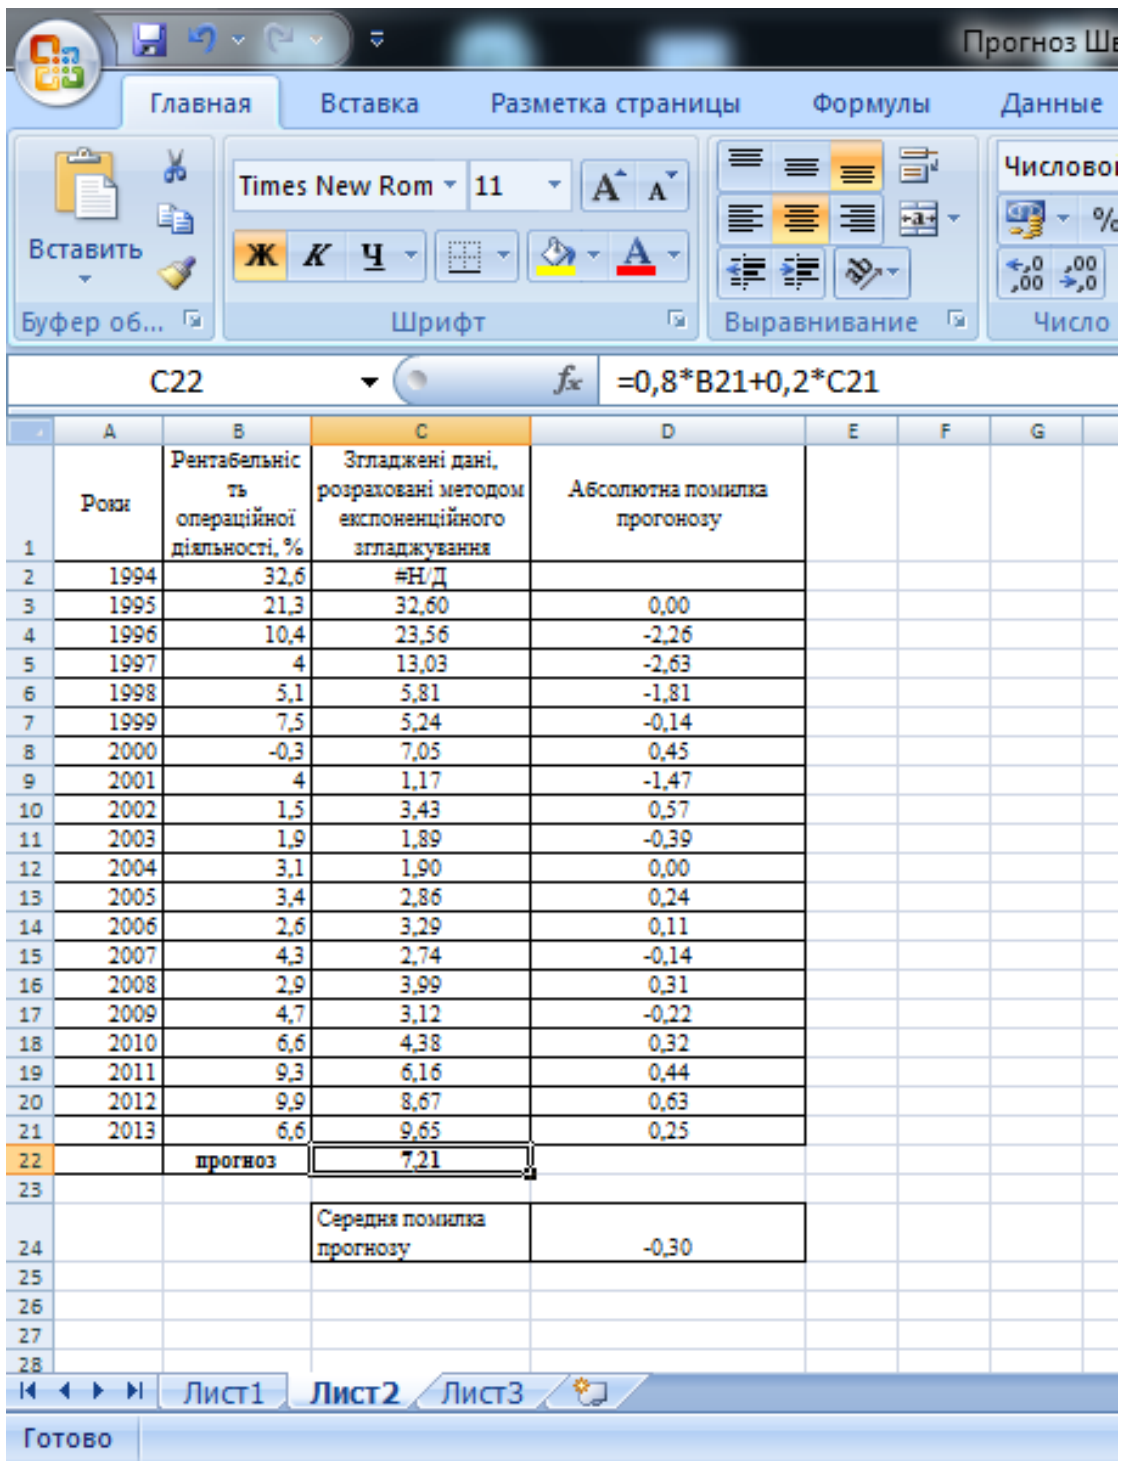 Прогноз Шв
Главная Вставка Разметка страницы Формулы Данные
Вставить
Times New Rom 11
Ж К Ч
Числово
%
Буфер об... Шрифт Выравнивание Число
C22 fx =0,8*B21+0,2*C21
A B C D E F G
1 Роки Рентабельніс ть операційної діяльності, % Згладжені дані, розраховані методом експоненційного згладжування Абсолютна помилка прогонозу
2 1994 32,6 #Н/Д
3 1995 21,3 32,60 0,00
4 1996 10,4 23,56 -2,26
5 1997 4 13,03 -2,63
6 1998 5,1 5,81 -1,81
7 1999 7,5 5,24 -0,14
8 2000 -0,3 7,05 0,45
9 2001 4 1,17 -1,47
10 2002 1,5 3,43 0,57
11 2003 1,9 1,89 -0,39
12 2004 3,1 1,90 0,00
13 2005 3,4 2,86 0,24
14 2006 2,6 3,29 0,11
15 2007 4,3 2,74 -0,14
16 2008 2,9 3,99 0,31
17 2009 4,7 3,12 -0,22
18 2010 6,6 4,38 0,32
19 2011 9,3 6,16 0,44
20 2012 9,9 8,67 0,63
21 2013 6,6 9,65 0,25
22 прогноз 7,21
23
24 Середня помилка прогнозу -0,30
25
26
27
28
Лист1 Лист2 Лист3
Готово